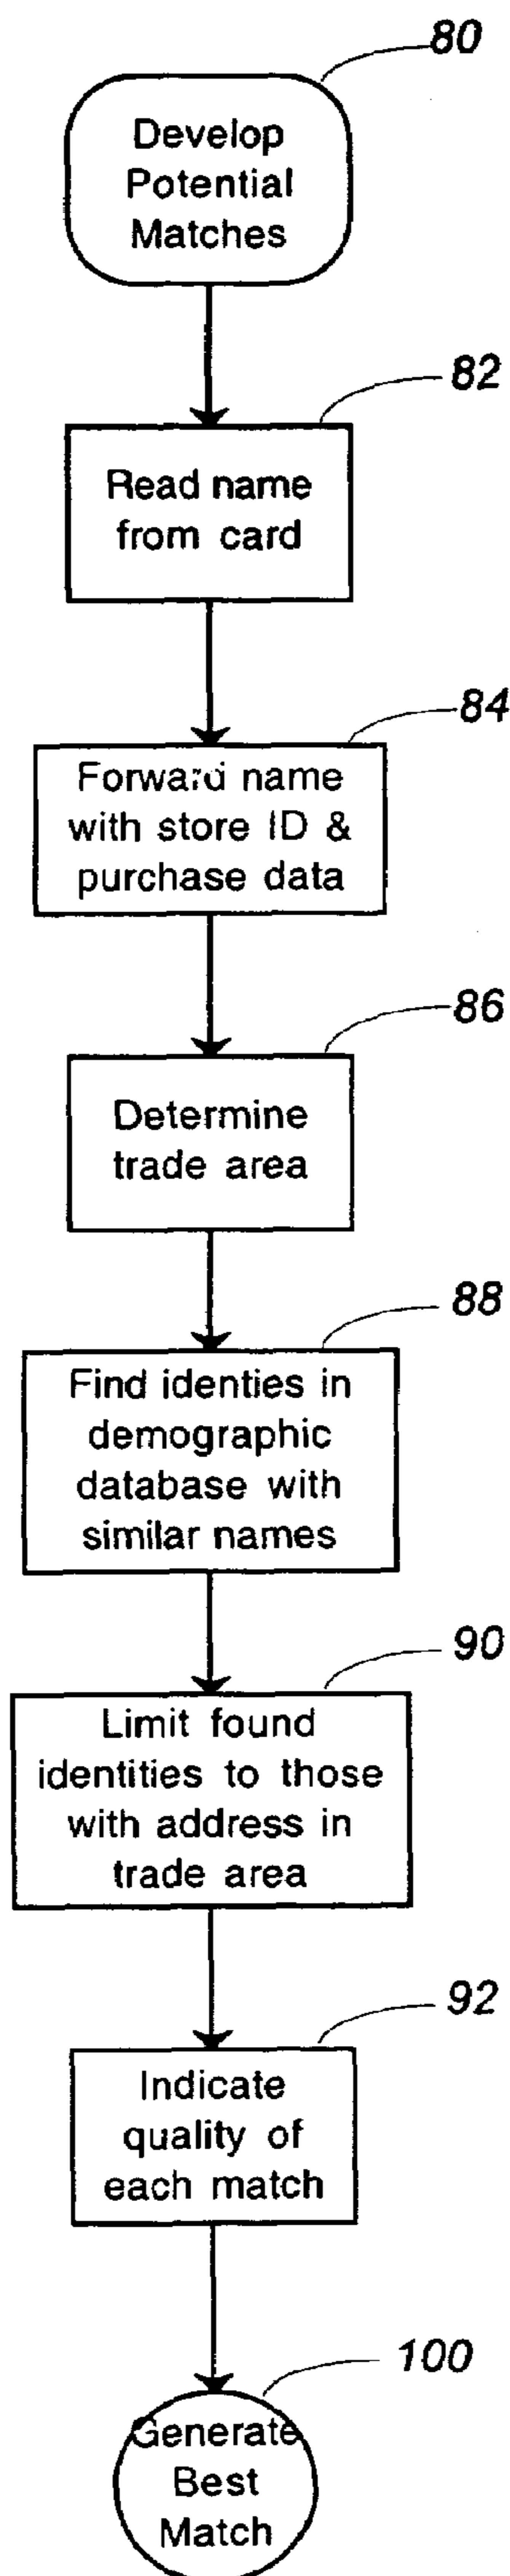 80
Develop
Potential
Matches
82
Read name
from card
84
Forward name
with store ID &
purchase data
86
Determine
trade area
88
Find identies in
demographic
database with
similar names
90
Limit found
identities to those
with address in
trade area
92
Indicate
quality of
each match
100
Generate
Best
Match